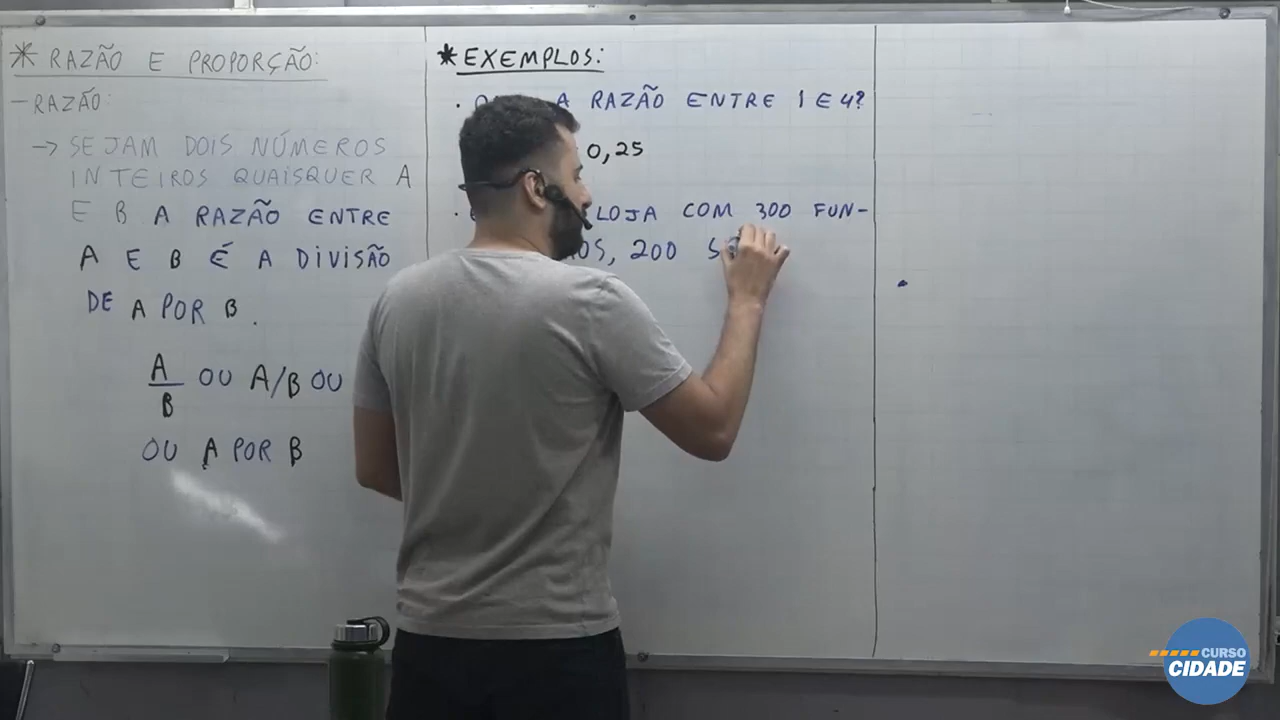 * RAZÃO E PROPORÇÃO:
- RAZÃO:
→ SEJAM DOIS NÚMEROS
INTEIROS QUAISQUER A
E B A RAZÃO ENTRE
A E B É A DIVISÃO
DE A POR B.
A/B OU A/B OU
OU A POR B
* EXEMPLOS:
· A RAZÃO ENTRE 1 E 4?
0,25
· LOJA COM 300 FUN-
OS, 200 S
CURSO
CIDADE